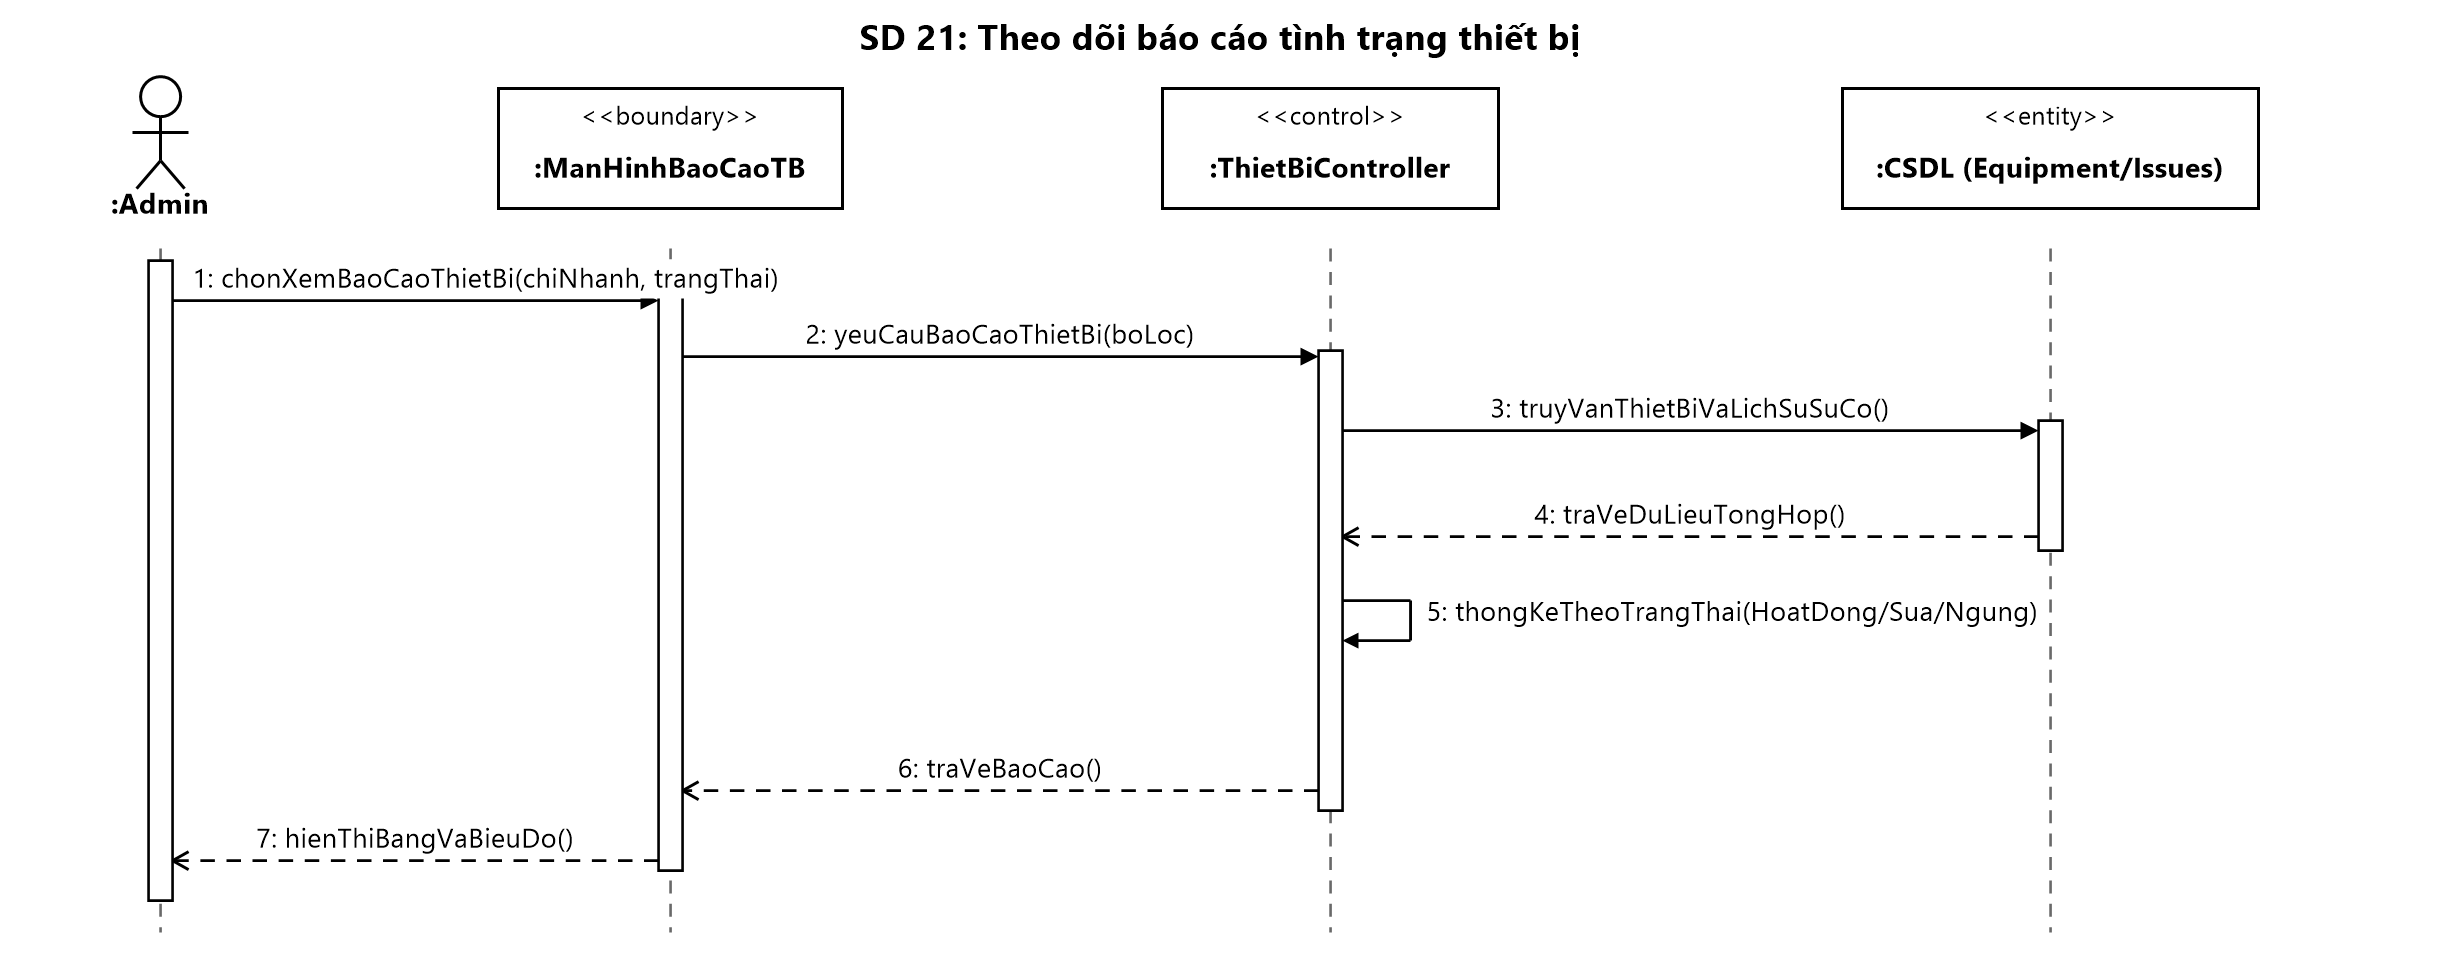 SD 21: Theo dõi báo cáo tình trạng thiết bị
:Admin
<<boundary>>
:ManHinhBaoCaoTB
<<control>>
:ThietBiController
<<entity>>
:CSDL (Equipment/Issues)
1: chonXemBaoCaoThietBi(chiNhanh, trangThai)
2: yeuCauBaoCaoThietBi(boLoc)
3: truyVanThietBiVaLichSuSuCo()
4: traVeDuLieuTongHop()
5: thongKeTheoTrangThai(HoatDong/Sua/Ngung)
6: traVeBaoCao()
7: hienThiBangVaBieuDo()